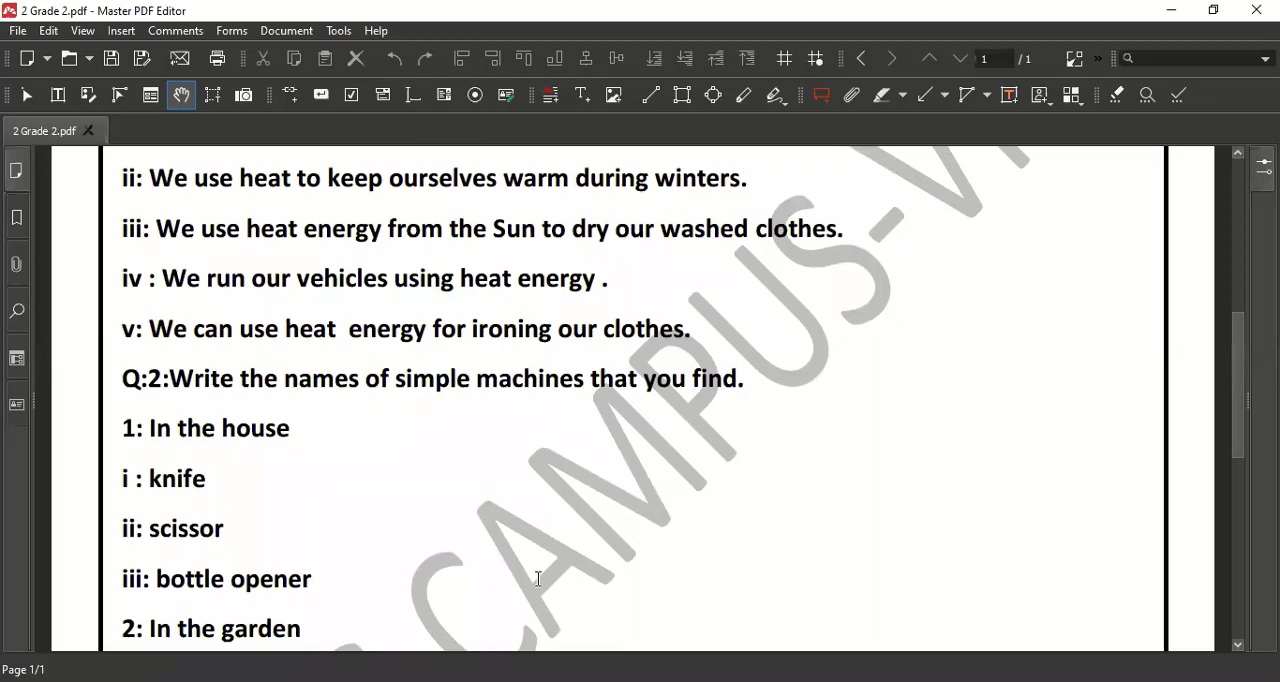 2 Grade 2.pdf - Master PDF Editor
File Edit View Insert Comments Forms Document Tools Help
1 / 1
2 Grade 2.pdf
ii: We use heat to keep ourselves warm during winters.
iii: We use heat energy from the Sun to dry our washed clothes.
iv : We run our vehicles using heat energy .
v: We can use heat  energy for ironing our clothes.
Q:2:Write the names of simple machines that you find.
1: In the house
i : knife
ii: scissor
iii: bottle opener
2: In the garden
CAMPUS-V
Page 1/1